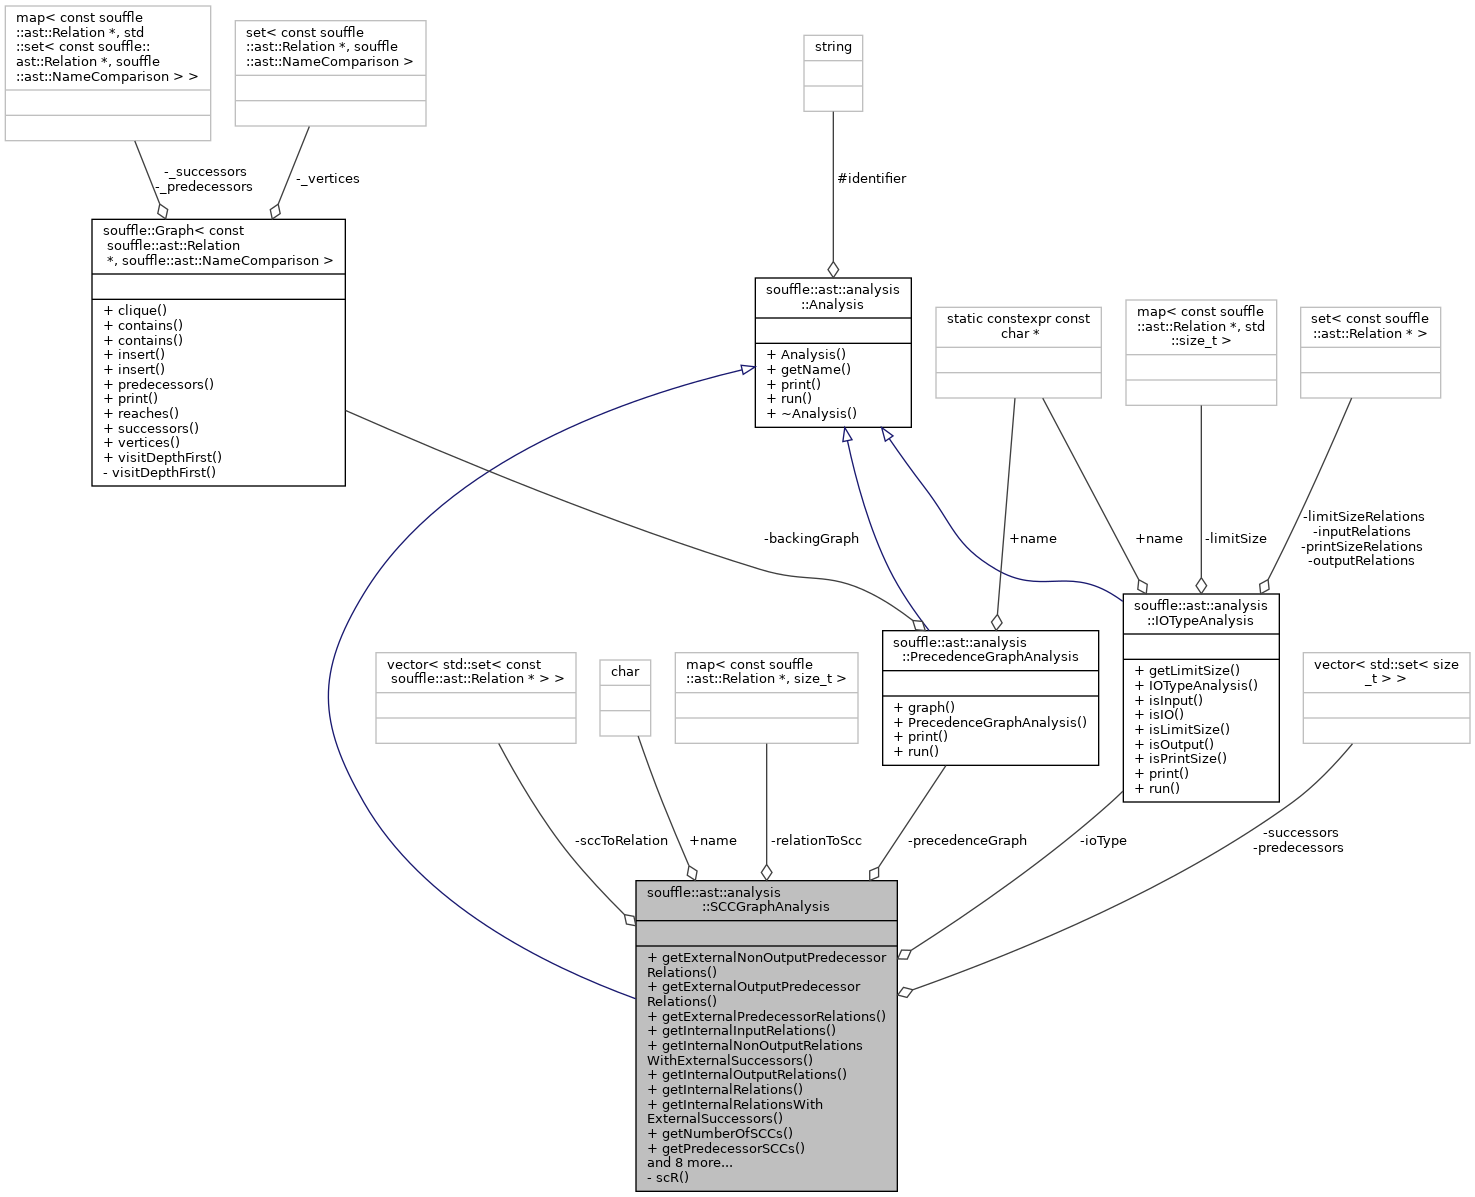 map< const souffle
::ast::Relation *, std
::set< const souffle::
ast::Relation *, souffle
::ast::NameComparison > >
set< const souffle
::ast::Relation *, souffle
::ast::NameComparison >
string
-_successors
-_predecessors
-_vertices
#identifier
souffle::Graph< const
souffle::ast::Relation
*, souffle::ast::NameComparison >
+ clique()
+ contains()
+ contains()
+ insert()
+ insert()
+ predecessors()
+ print()
+ reaches()
+ successors()
+ vertices()
+ visitDepthFirst()
- visitDepthFirst()
souffle::ast::analysis
::Analysis
+ Analysis()
+ getName()
+ print()
+ run()
+ ~Analysis()
static constexpr const
char *
map< const souffle
::ast::Relation *, std
::size_t >
set< const souffle
::ast::Relation * >
-backingGraph
+name
+name
-limitSize
-limitSizeRelations
-inputRelations
-printSizeRelations
-outputRelations
vector< std::set< const
souffle::ast::Relation * > >
char
map< const souffle
::ast::Relation *, size_t >
souffle::ast::analysis
::PrecedenceGraphAnalysis
+ graph()
+ PrecedenceGraphAnalysis()
+ print()
+ run()
souffle::ast::analysis
::IOTypeAnalysis
+ getLimitSize()
+ IOTypeAnalysis()
+ isInput()
+ isIO()
+ isLimitSize()
+ isOutput()
+ isPrintSize()
+ print()
+ run()
vector< std::set< size
_t > >
-sccToRelation
+name
-relationToScc
-precedenceGraph
-ioType
-successors
-predecessors
souffle::ast::analysis
::SCCGraphAnalysis
+ getExternalNonOutputPredecessor
Relations()
+ getExternalOutputPredecessor
Relations()
+ getExternalPredecessorRelations()
+ getInternalInputRelations()
+ getInternalNonOutputRelations
WithExternalSuccessors()
+ getInternalOutputRelations()
+ getInternalRelations()
+ getInternalRelationsWith
ExternalSuccessors()
+ getNumberOfSCCs()
+ getPredecessorSCCs()
and 8 more...
- scR()